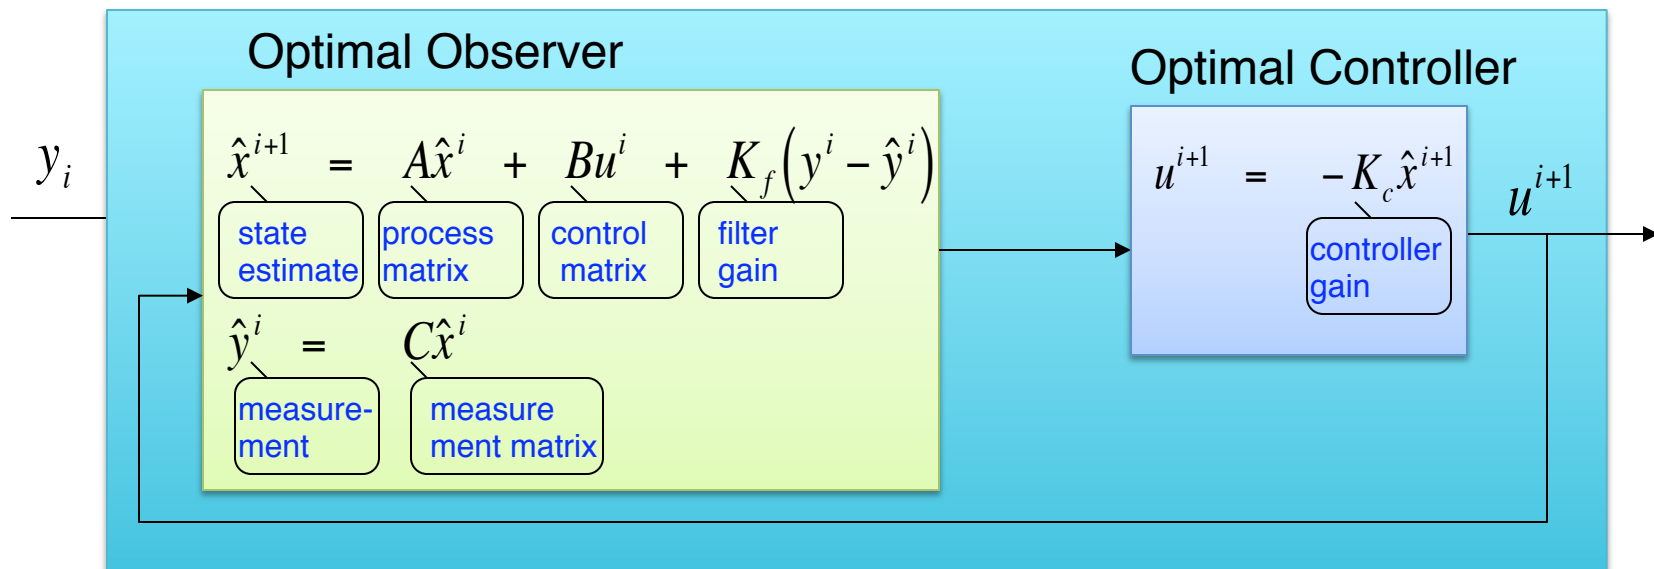 Optimal Observer
Optimal Controller
y_i
x̂^{i+1} = Ax̂^i + Bu^i + K_f(y^i − ŷ^i)
state estimate
process matrix
control matrix
filter gain
ŷ^i = Cx̂^i
measure-
ment
measure
ment matrix
u^{i+1} = −K_c x̂^{i+1}
controller
gain
u^{i+1}